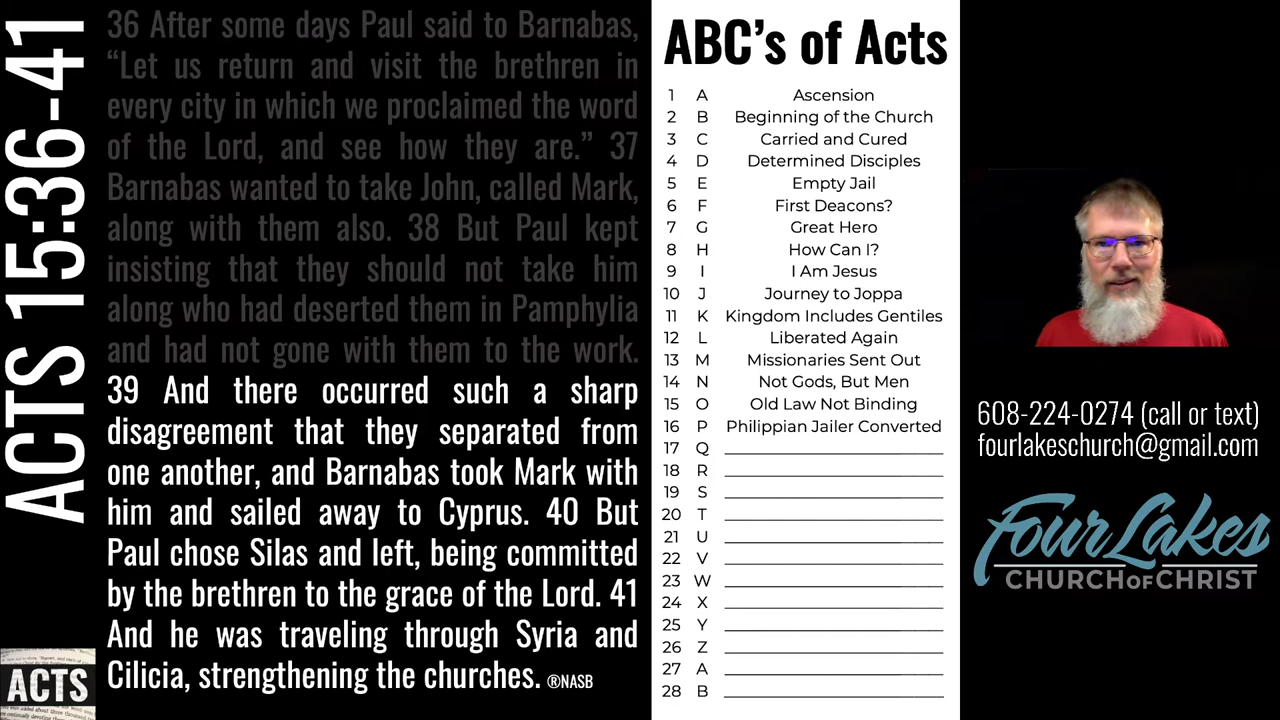 ACTS 15:36-41
36 After some days Paul said to Barnabas,
“Let us return and visit the brethren in
every city in which we proclaimed the word
of the Lord, and see how they are.” 37
Barnabas wanted to take John, called Mark,
along with them also. 38 But Paul kept
insisting that they should not take him
along who had deserted them in Pamphylia
and had not gone with them to the work.
39 And there occurred such a sharp
disagreement that they separated from
one another, and Barnabas took Mark with
him and sailed away to Cyprus. 40 But
Paul chose Silas and left, being committed
by the brethren to the grace of the Lord. 41
And he was traveling through Syria and
Cilicia, strengthening the churches. ®NASB
ACTS
ABC’s of Acts
1 A Ascension
2 B Beginning of the Church
3 C Carried and Cured
4 D Determined Disciples
5 E Empty Jail
6 F First Deacons?
7 G Great Hero
8 H How Can I?
9 I I Am Jesus
10 J Journey to Joppa
11 K Kingdom Includes Gentiles
12 L Liberated Again
13 M Missionaries Sent Out
14 N Not Gods, But Men
15 O Old Law Not Binding
16 P Philippian Jailer Converted
17 Q
18 R
19 S
20 T
21 U
22 V
23 W
24 X
25 Y
26 Z
27 A
28 B
608-224-0274 (call or text)
fourlakeschurch@gmail.com
Four Lakes
CHURCH OF CHRIST